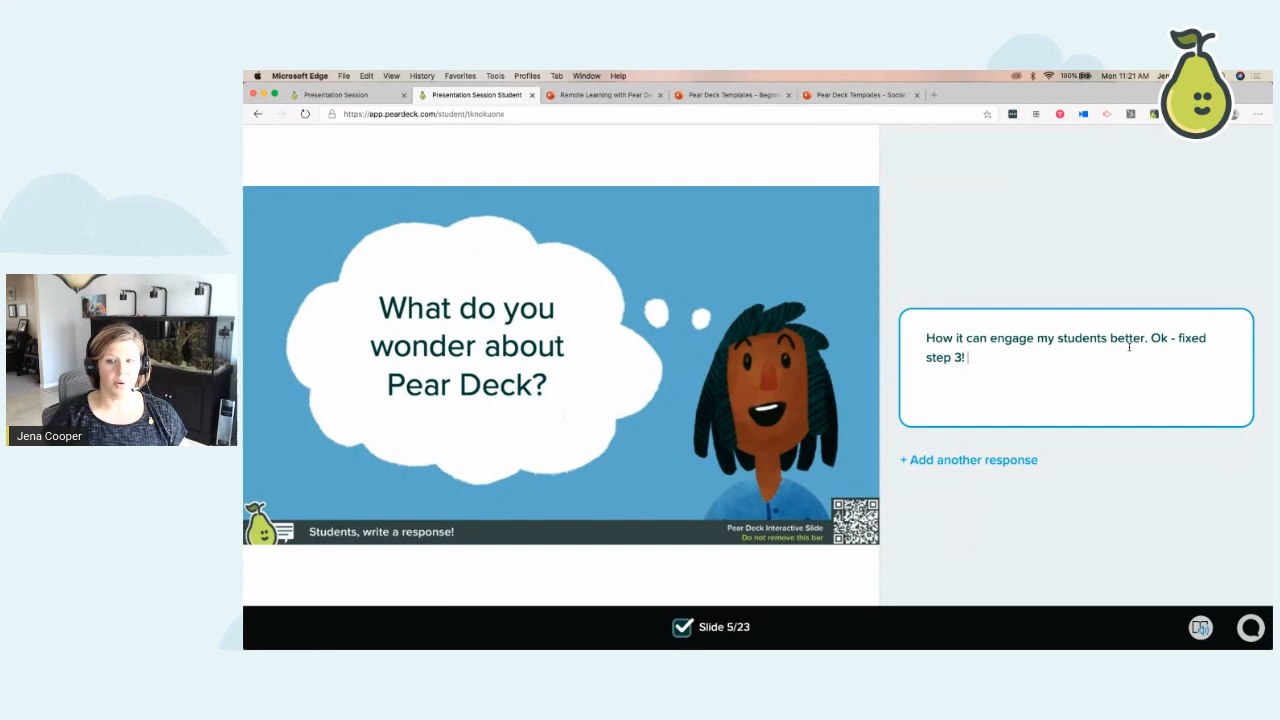 Microsoft Edge File Edit View History Favorites Tools Profiles Tab Window Help
100% Mon 11:21 AM Jen
Presentation Session
Presentation Session Student
Remote Learning with Pear De
Pear Deck Templates - Begin
Pear Deck Templates - Social
https://app.peardeck.com/student/tknokuonx
What do you
wonder about
Pear Deck?
How it can engage my students better. Ok - fixed
step 3!
+ Add another response
Jena Cooper
Students, write a response!
Pear Deck Interactive Slide
Do not remove this bar
Slide 5/23